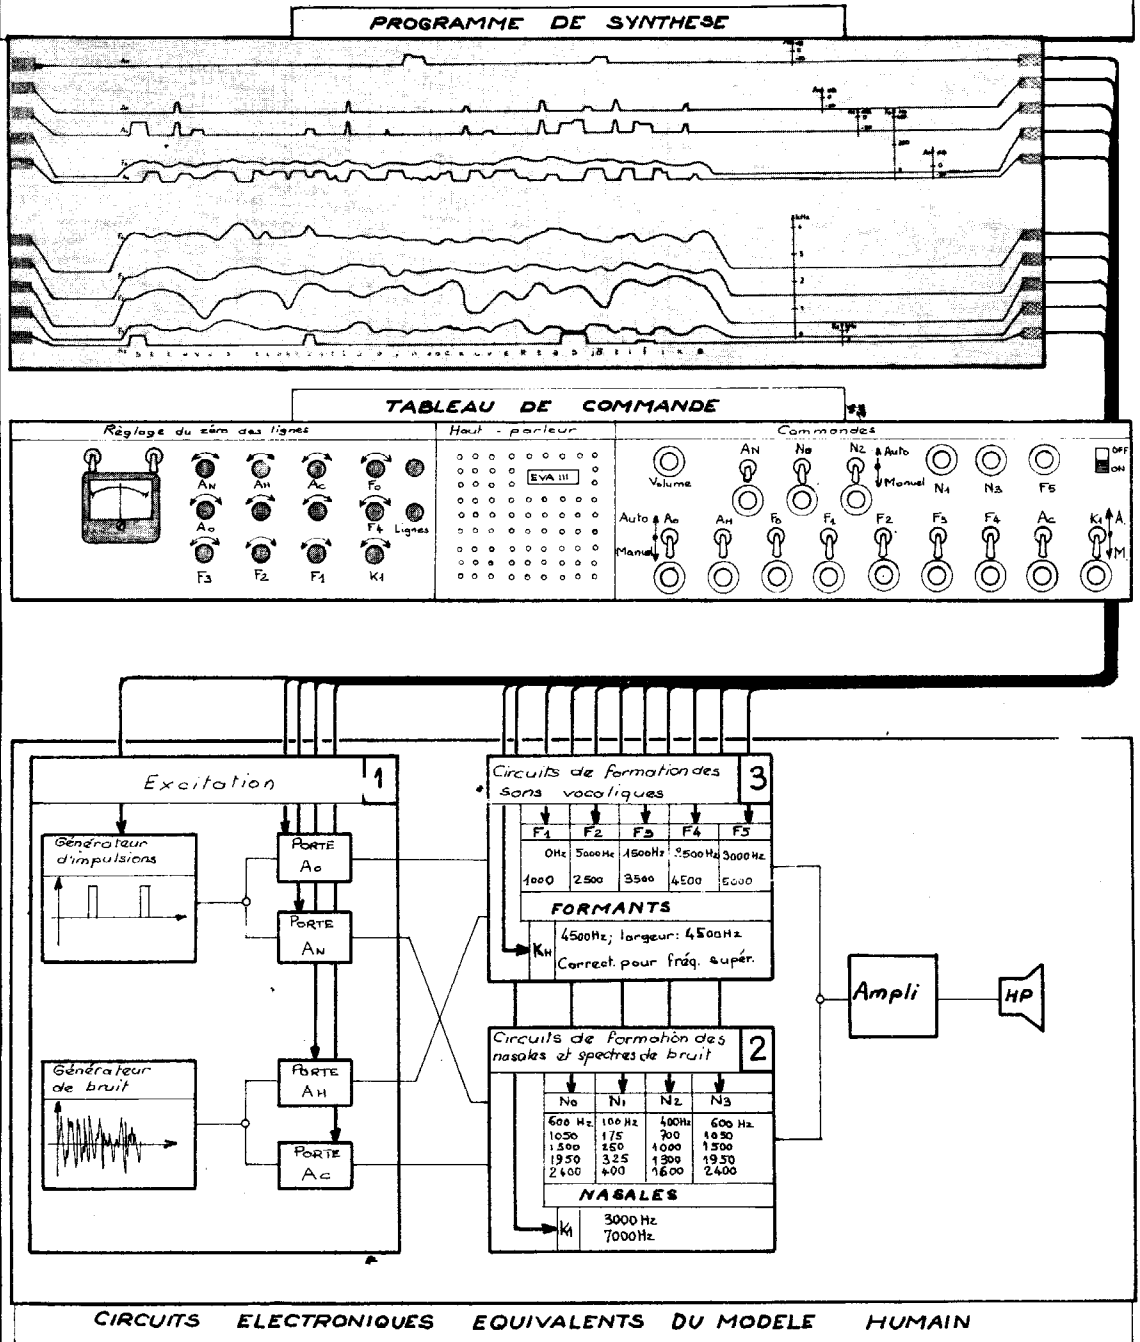 PROGRAMME DE SYNTHESE
TABLEAU DE COMMANDE
Règlage du zéro des lignes
Haut - parleur
Commandes
AN AH AC F0
A0 F4 Lignes
F3 F2 F1 K1
EVA III
Volume
AN N0 N2 Auto
Manuel
N1 N3 F5
OFF
ON
Auto A0 AH F0 F1 F2 F3 F4 AC K1 A.
Manuel
M
Excitation
1
Générateur
d'impulsions
PORTE
A0
PORTE
AN
Générateur
de bruit
PORTE
AH
PORTE
AC
Circuits de formation des
sons vocaliques
3
F1 F2 F3 F4 F5
0Hz 5000Hz 1500Hz 2500Hz 3000Hz
1000 2500 3500 4500 5000
FORMANTS
KH
4500Hz; largeur: 4500Hz
Correct. pour fréq. supér.
Circuits de formation des
nasales et spectres de bruit
2
N0 N1 N2 N3
600 Hz 100 Hz 400Hz 600 Hz
1050 175 700 1050
1500 250 1000 1500
1950 325 1300 1950
2400 400 1600 2400
NASALES
K1
3000 Hz
7000Hz
Ampli
HP
CIRCUITS ELECTRONIQUES EQUIVALENTS DU MODELE HUMAIN